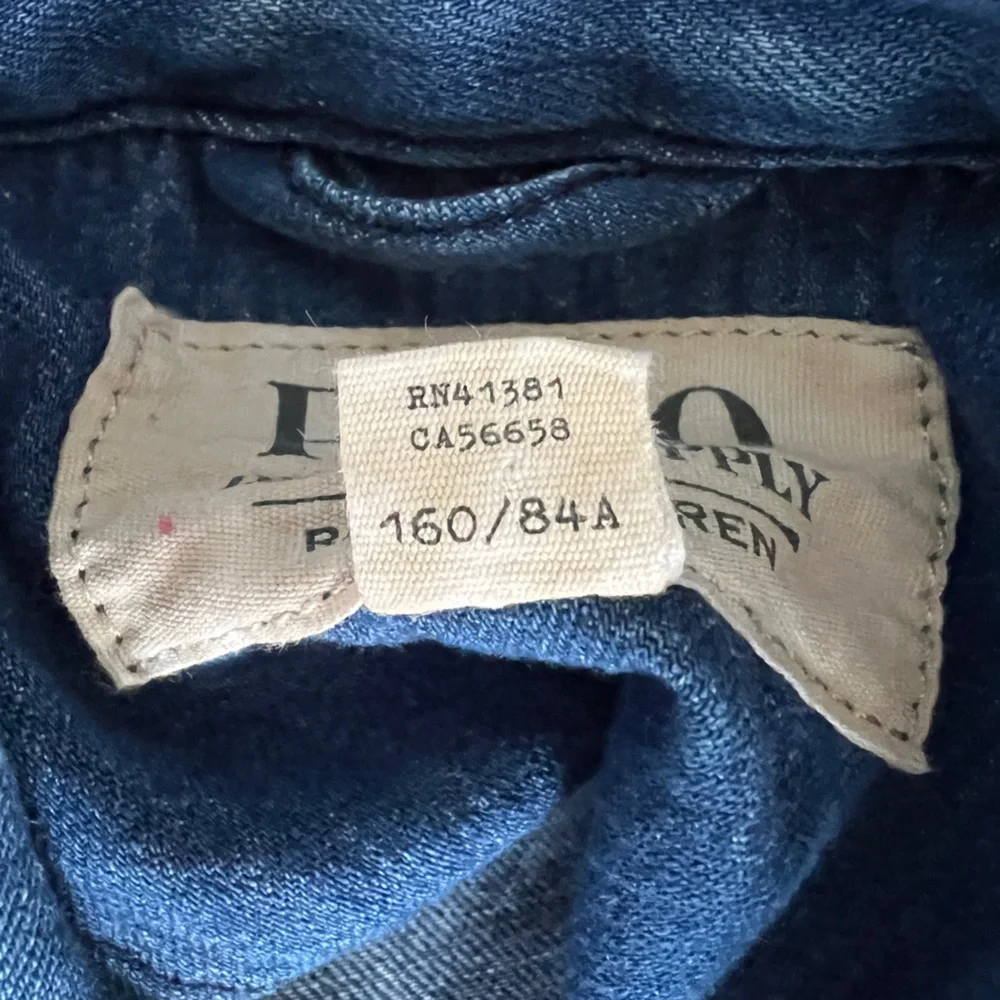 RN41381
CA56658
160/84A
O
PPLY
REN